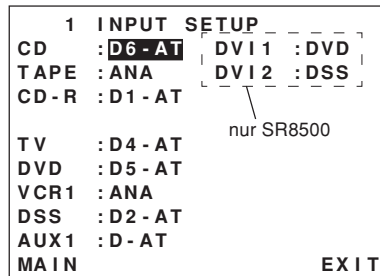 1 INPUT SETUP
CD :D6-AT DVI1 :DVD
TAPE :ANA DVI2 :DSS
CD-R :D1-AT
nur SR8500
TV :D4-AT
DVD :D5-AT
VCR1 :ANA
DSS :D2-AT
AUX1 :D-AT
MAIN EXIT